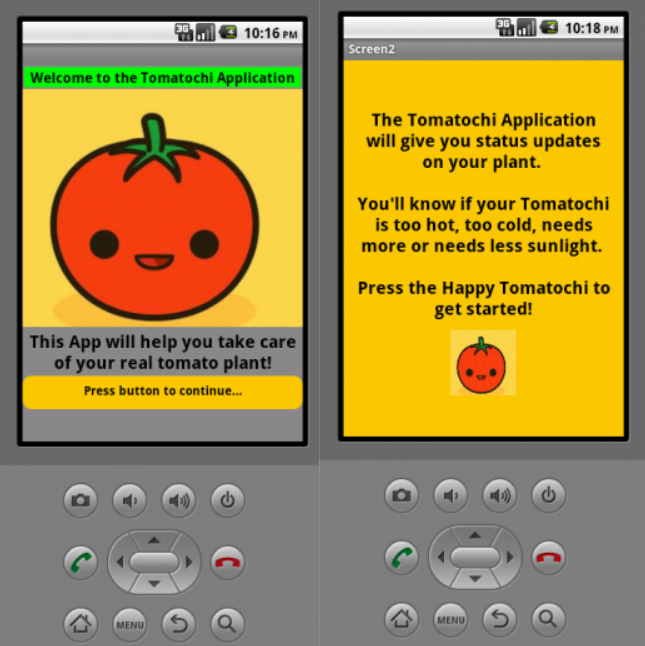 3G
10:16 PM
Welcome to the Tomatochi Application
This App will help you take care
of your real tomato plant!
Press button to continue...
MENU
3G
10:18 PM
Screen2
The Tomatochi Application
will give you status updates
on your plant.
You'll know if your Tomatochi
is too hot, too cold, needs
more or needs less sunlight.
Press the Happy Tomatochi to
get started!
MENU